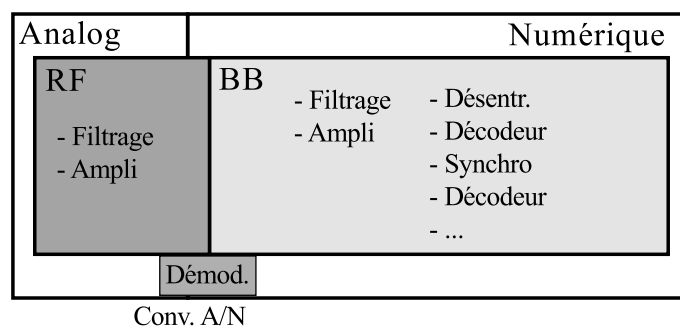 Analog
Numérique
RF
- Filtrage
- Ampli
BB
- Filtrage
- Ampli
- Désentr.
- Décodeur
- Synchro
- Décodeur
- ...
Démod.
Conv. A/N